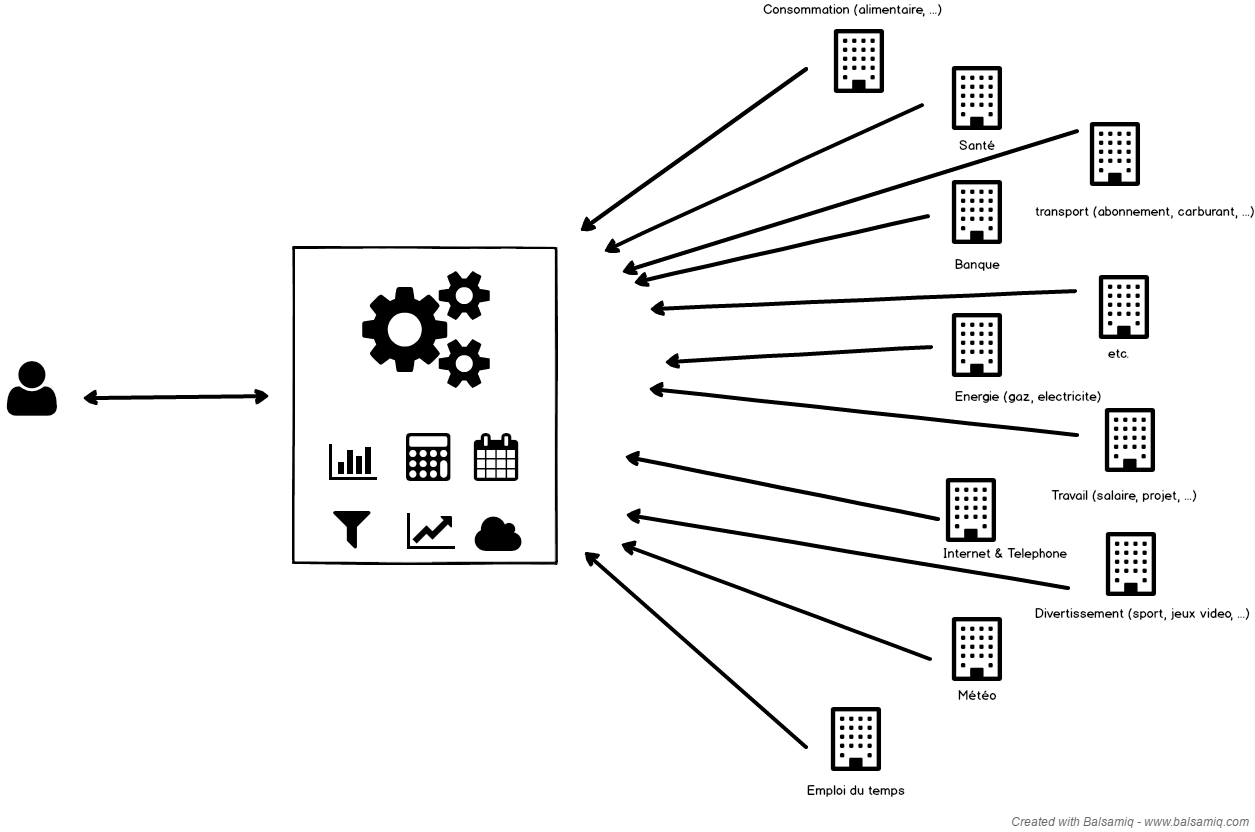 Consommation (alimentaire, ...)
Santé
transport (abonnement, carburant, ...)
Banque
etc.
Energie (gaz, electricite)
Travail (salaire, projet, ...)
Internet & Telephone
Divertissement (sport, jeux video, ...)
Météo
Emploi du temps
Created with Balsamiq - www.balsamiq.com